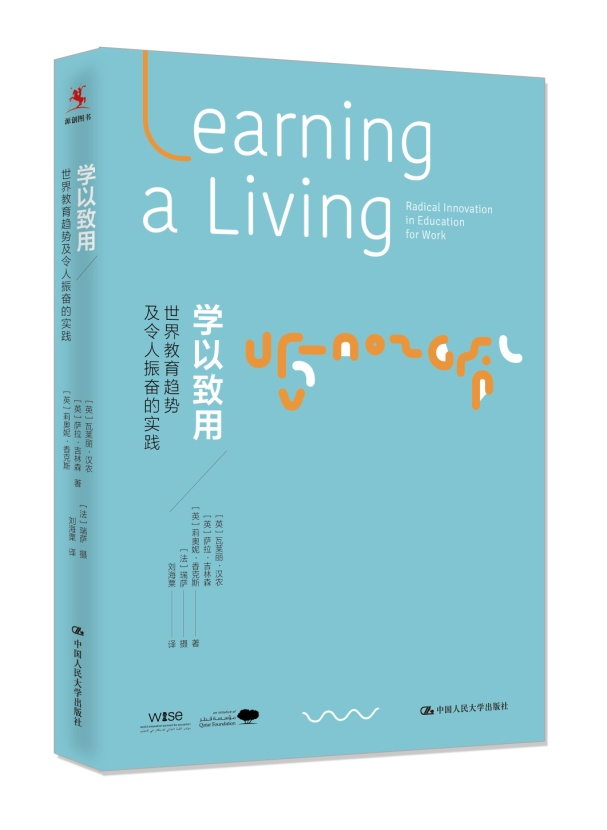 源创图书
学以致用
世界教育趋势及令人振奋的实践
[英]瓦莱丽·汉农
[英]萨拉·吉林森 著
[英]莉奥妮·香克斯
[法]瑞萨 摄
刘海粟 译
中国人民大学出版社
Learning
a Living
Radical Innovation
in Education
for Work
学以致用
世界教育趋势
及令人振奋的实践
[英]瓦莱丽·汉农
[英]萨拉·吉林森
[英]莉奥妮·香克斯 著
[法]瑞萨 摄
刘海粟 译
wise
an initiative of
مؤسسة قطر
Qatar Foundation
中国人民大学出版社